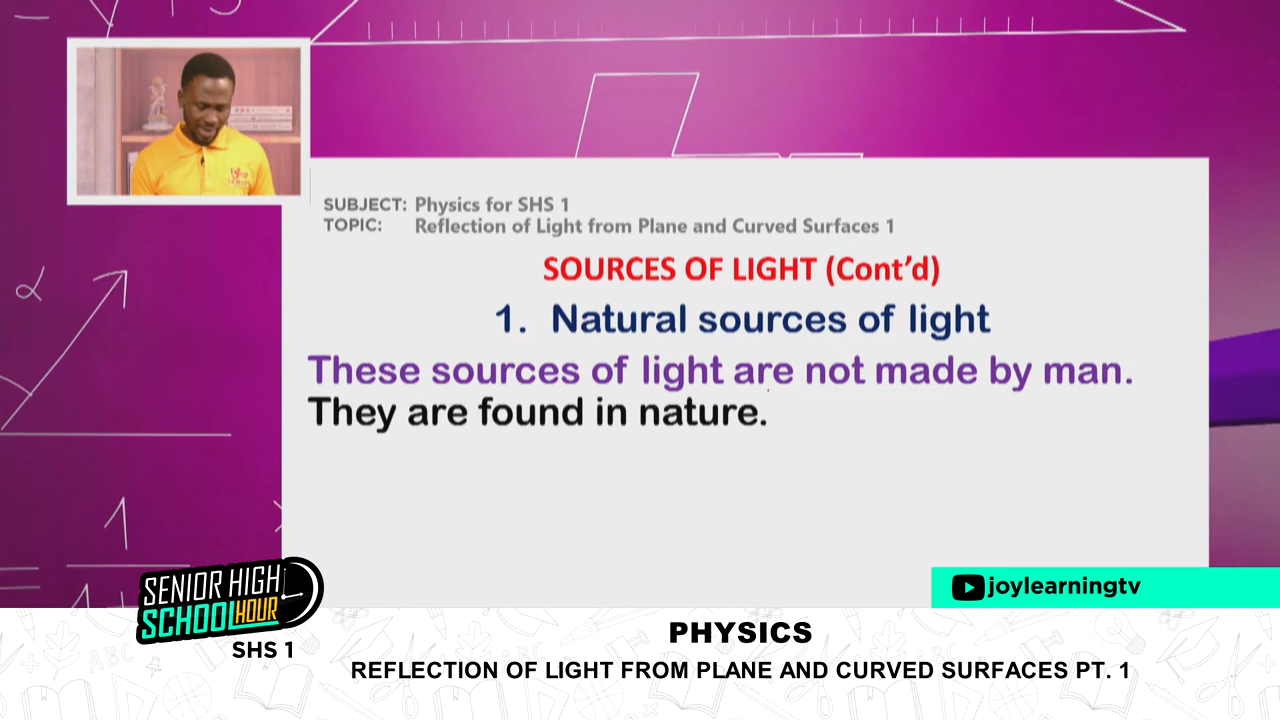 SUBJECT: Physics for SHS 1
TOPIC: Reflection of Light from Plane and Curved Surfaces 1
SOURCES OF LIGHT (Cont'd)
1. Natural sources of light
These sources of light are not made by man.
They are found in nature.
α
1
SENIOR HIGH
SCHOOL HOUR
SHS 1
joylearningtv
PHYSICS
REFLECTION OF LIGHT FROM PLANE AND CURVED SURFACES PT. 1